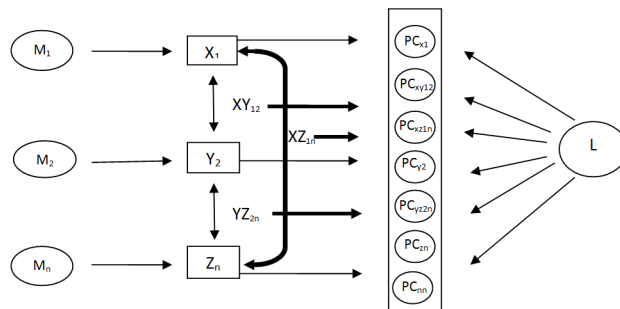 M₁
X₁
PCₓ₁
PCxy12
XY₁₂
XZ₁ₙ
PCxz1n
L
M₂
Y₂
PCy2
YZ₂ₙ
PCyz2n
Mₙ
Zₙ
PCzn
PCnn